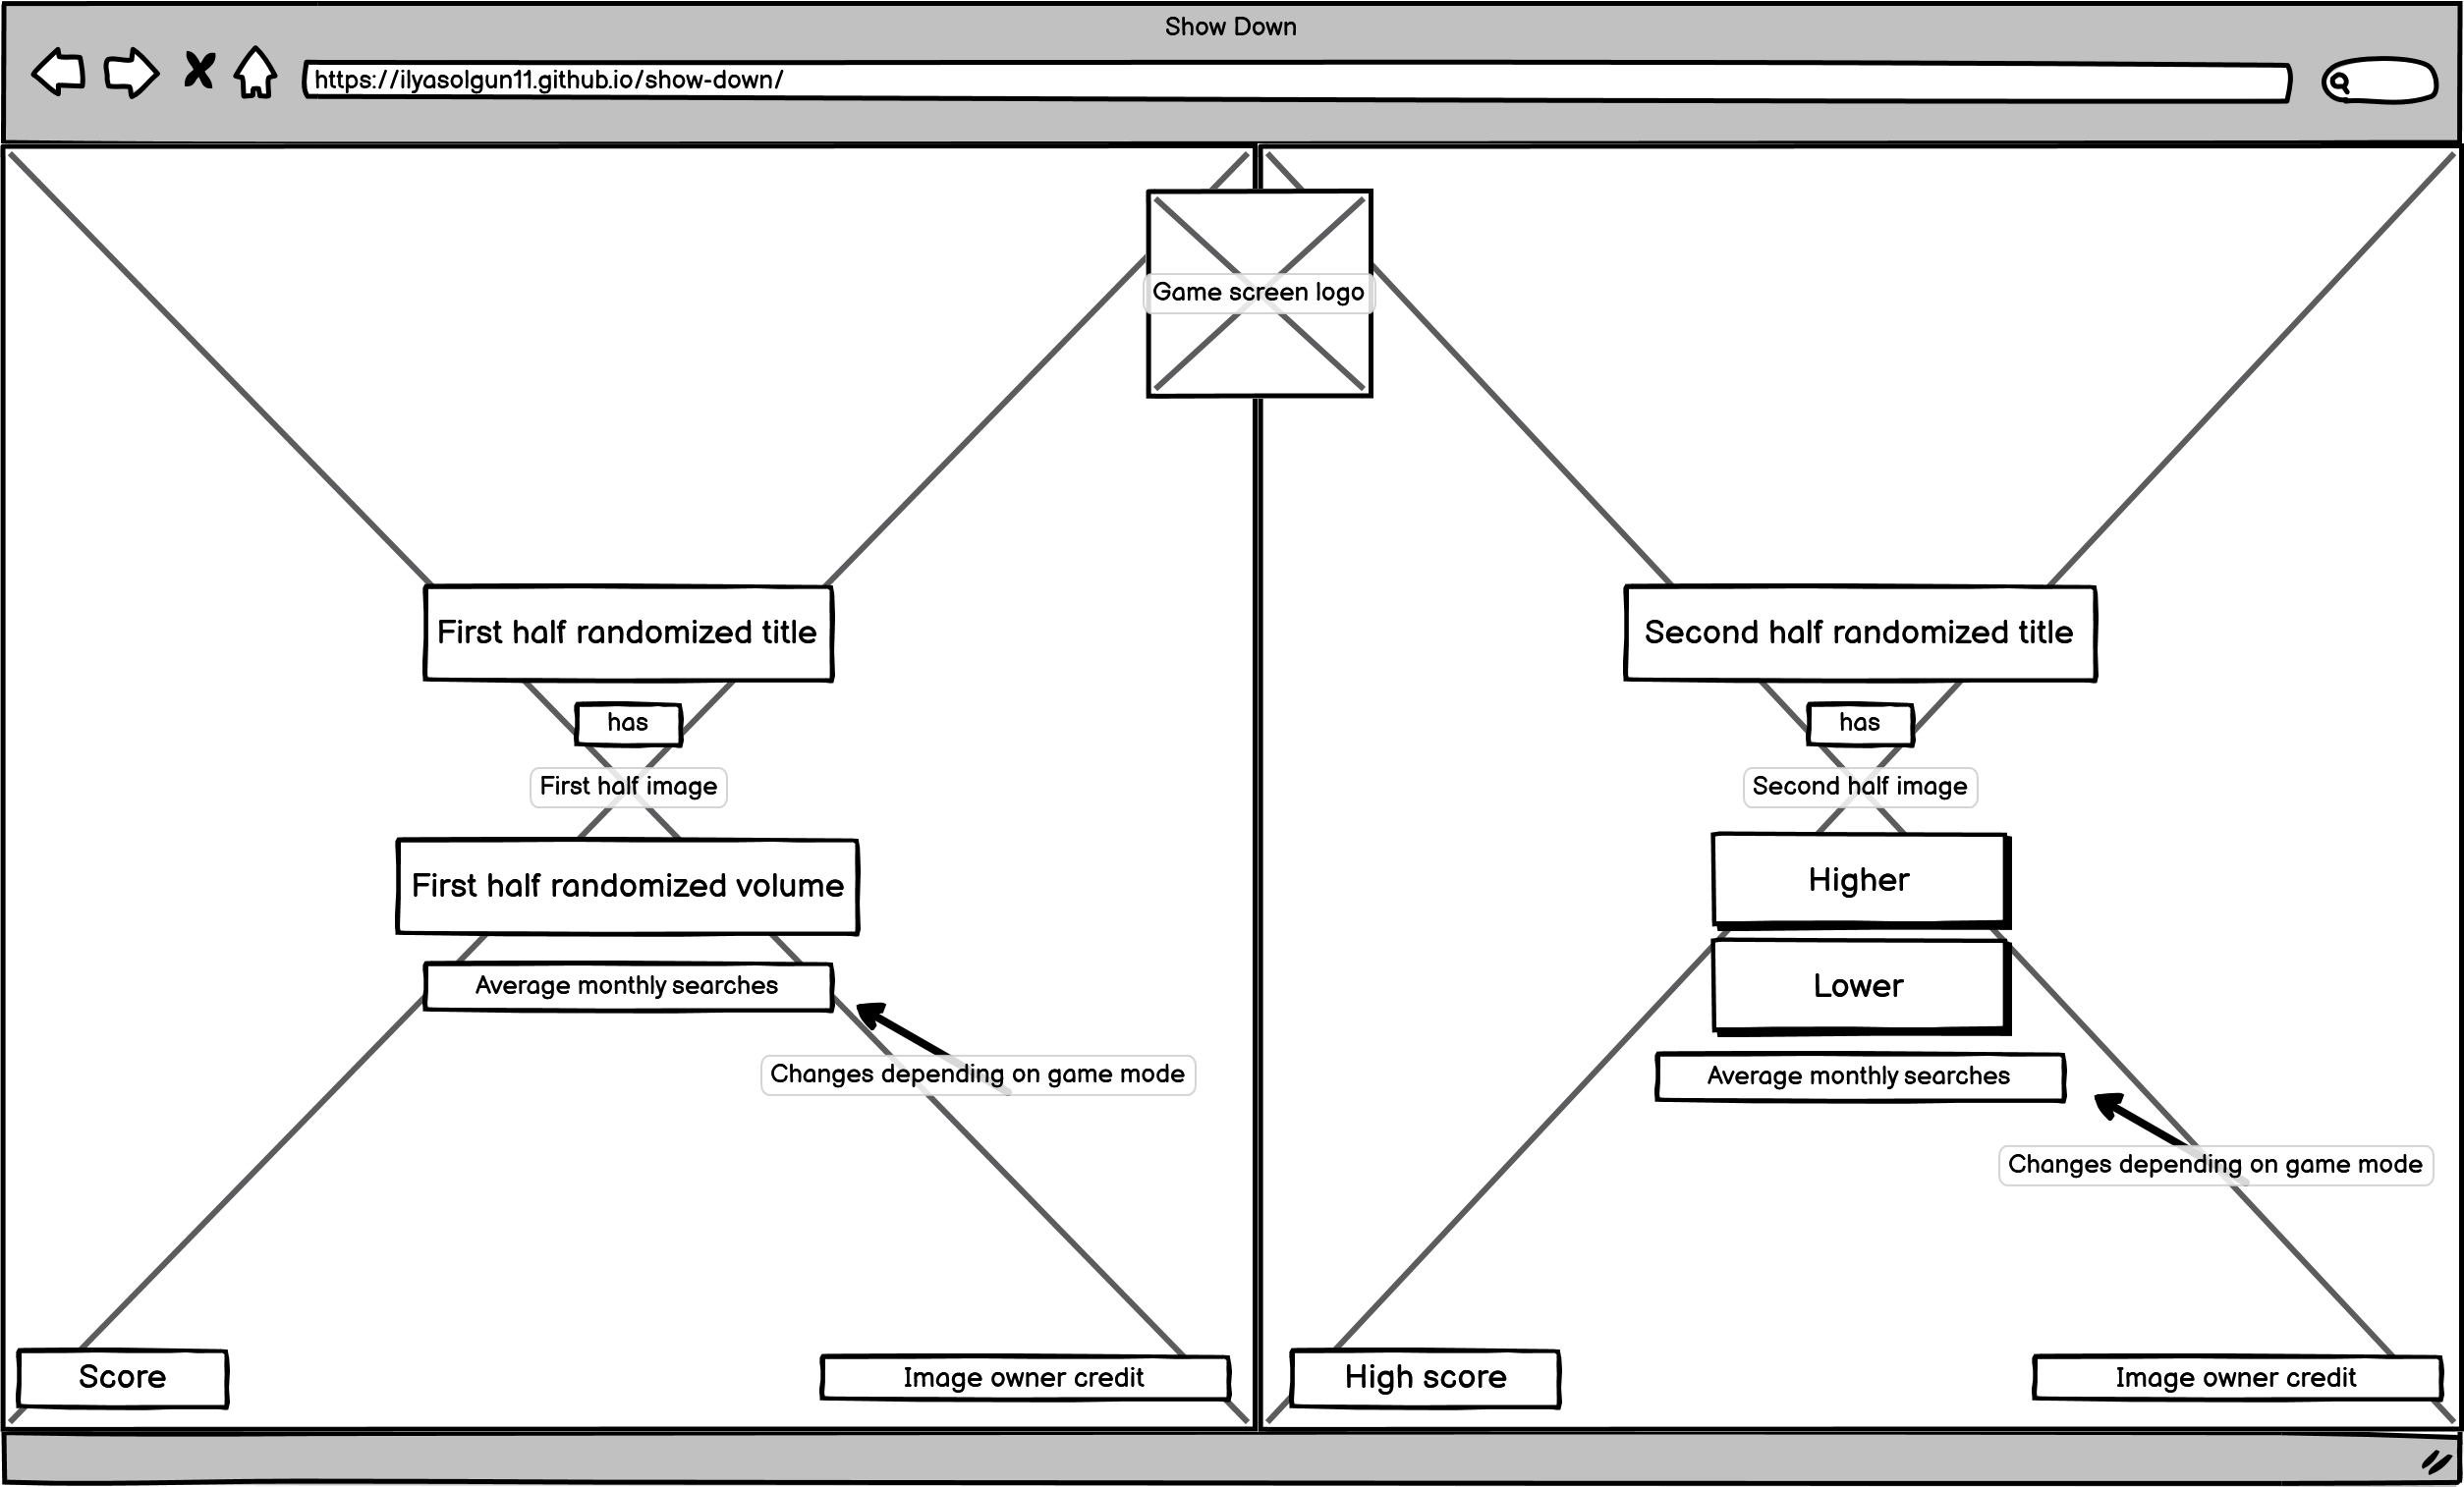 Show Down
https://ilyasolgun11.github.io/show-down/
Game screen logo
First half randomized title
has
First half image
First half randomized volume
Average monthly searches
Changes depending on game mode
Score
Image owner credit
Second half randomized title
has
Second half image
Higher
Lower
Average monthly searches
Changes depending on game mode
High score
Image owner credit